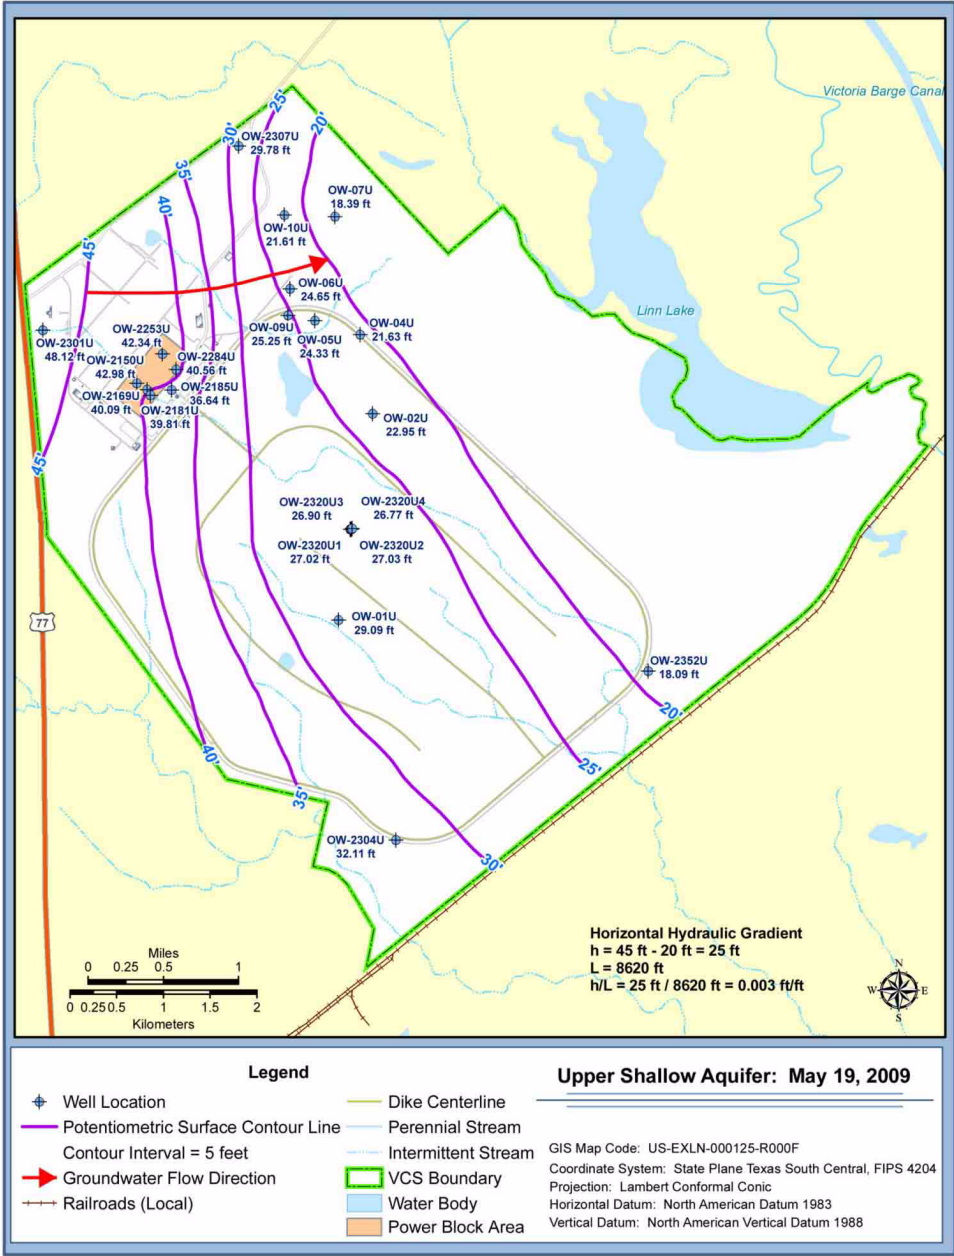 Victoria Barge Canal
25'
20'
30'
OW-2307U
29.78 ft
35'
OW-07U
18.39 ft
40'
OW-10U
21.61 ft
45'
OW-06U
24.65 ft
Linn Lake
OW-2301U
48.12 ft
OW-2253U
42.34 ft
OW-09U
25.25 ft
OW-05U
24.33 ft
OW-04U
21.63 ft
OW-2150U
42.98 ft
OW-2284U
40.56 ft
OW-2169U
40.09 ft
OW-2185U
36.64 ft
OW-2181U
39.81 ft
OW-02U
22.95 ft
45'
OW-2320U3
26.90 ft
OW-2320U4
26.77 ft
OW-2320U1
27.02 ft
OW-2320U2
27.03 ft
77
OW-01U
29.09 ft
OW-2352U
18.09 ft
20'
40'
25'
35'
OW-2304U
32.11 ft
30'
Horizontal Hydraulic Gradient
h = 45 ft - 20 ft = 25 ft
L = 8620 ft
h/L = 25 ft / 8620 ft = 0.003 ft/ft
Miles
0 0.25 0.5 1
0 0.25 0.5 1 1.5 2
Kilometers
N
W E
S
Legend
Well Location
Potentiometric Surface Contour Line
Contour Interval = 5 feet
Groundwater Flow Direction
Railroads (Local)
Dike Centerline
Perennial Stream
Intermittent Stream
VCS Boundary
Water Body
Power Block Area
Upper Shallow Aquifer: May 19, 2009
GIS Map Code: US-EXLN-000125-R000F
Coordinate System: State Plane Texas South Central, FIPS 4204
Projection: Lambert Conformal Conic
Horizontal Datum: North American Datum 1983
Vertical Datum: North American Vertical Datum 1988